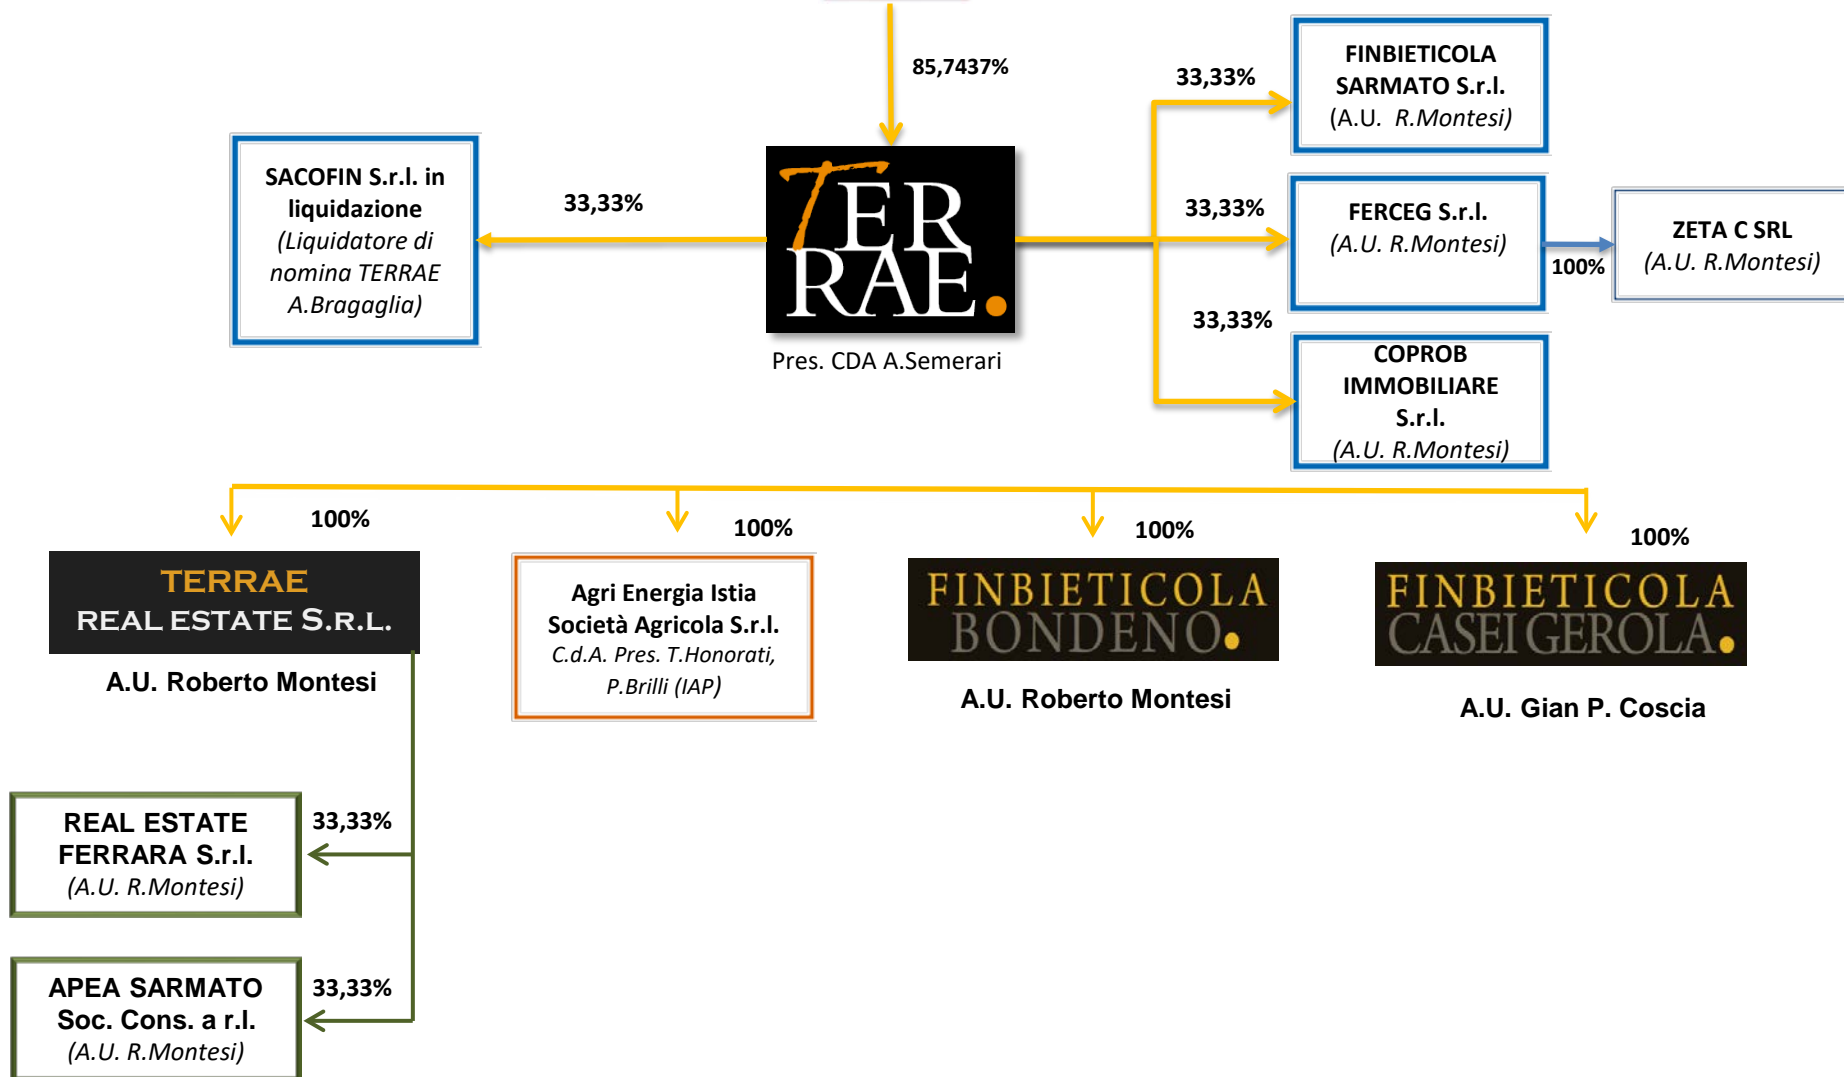 85,7437%
33,33%
FINBIETICOLA
SARMATO S.r.l.
(A.U. R.Montesi)
SACOFIN S.r.l. in
liquidazione
(Liquidatore di
nomina TERRAE
A.Bragaglia)
33,33%
TER
RAE.
Pres. CDA A.Semerari
33,33%
FERCEG S.r.l.
(A.U. R.Montesi)
100%
ZETA C SRL
(A.U. R.Montesi)
33,33%
COPROB
IMMOBILIARE
S.r.l.
(A.U. R.Montesi)
100%
TERRAE
REAL ESTATE S.R.L.
A.U. Roberto Montesi
100%
Agri Energia Istia
Società Agricola S.r.l.
C.d.A. Pres. T.Honorati,
P.Brilli (IAP)
100%
FINBIETICOLA
BONDENO.
A.U. Roberto Montesi
100%
FINBIETICOLA
CASEI GEROLA.
A.U. Gian P. Coscia
REAL ESTATE
FERRARA S.r.l.
(A.U. R.Montesi)
33,33%
APEA SARMATO
Soc. Cons. a r.l.
(A.U. R.Montesi)
33,33%